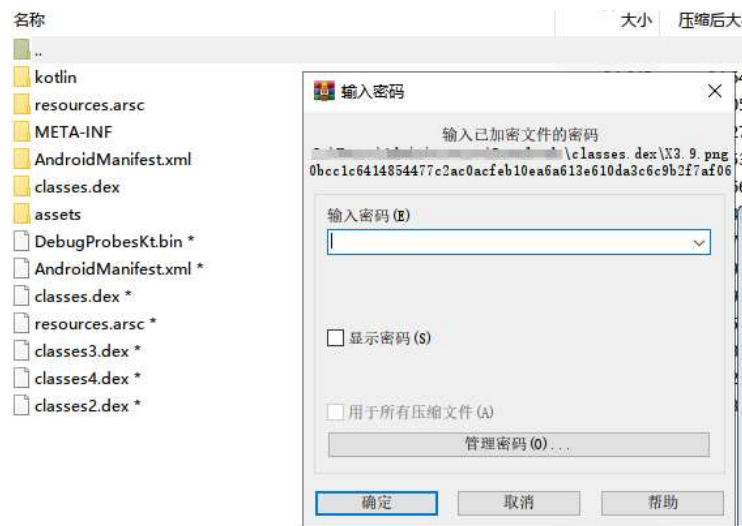 名称
大小
压缩后大
..
kotlin
resources.arsc
META-INF
AndroidManifest.xml
classes.dex
assets
DebugProbesKt.bin *
AndroidManifest.xml *
classes.dex *
resources.arsc *
classes3.dex *
classes4.dex *
classes2.dex *
输入密码
输入已加密文件的密码
\classes.dex\X3.9.png
0bcc1c6414854477c2ac0acfeb10ea6a613e610da3c6c9b2f7af06
输入密码(E)
显示密码(S)
用于所有压缩文件(A)
管理密码(O)...
确定
取消
帮助